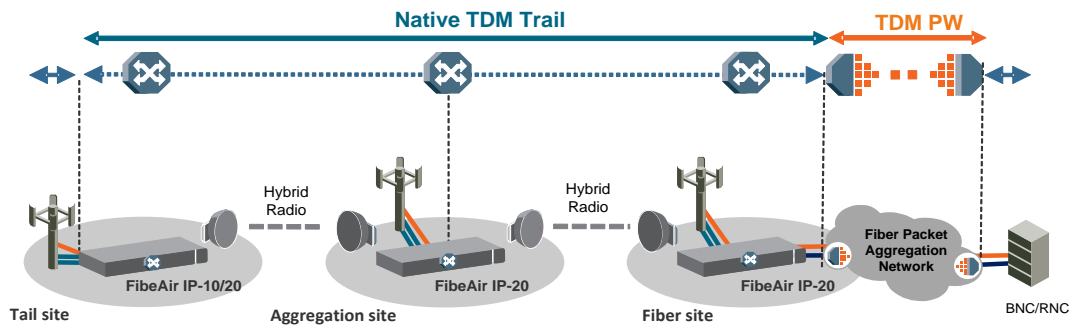 Native TDM Trail
TDM PW
Hybrid
Radio
Hybrid
Radio
Fiber Packet
Aggregation
Network
FibeAir IP-10/20
FibeAir IP-20
FibeAir IP-20
BNC/RNC
Tail site
Aggregation site
Fiber site